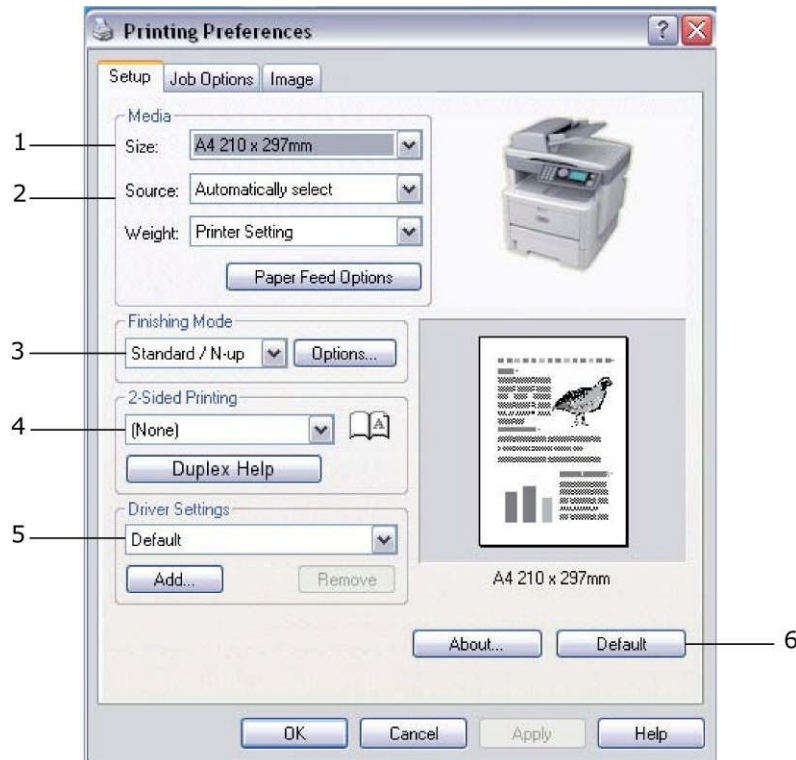 Printing Preferences
Setup Job Options Image
Media
1 Size: A4 210 x 297mm
2 Source: Automatically select
Weight: Printer Setting
Paper Feed Options
Finishing Mode
3 Standard / N-up Options...
2-Sided Printing
4 (None) A
Duplex Help
Driver Settings
5 Default
Add... Remove
A4 210 x 297mm
About... Default 6
OK Cancel Apply Help